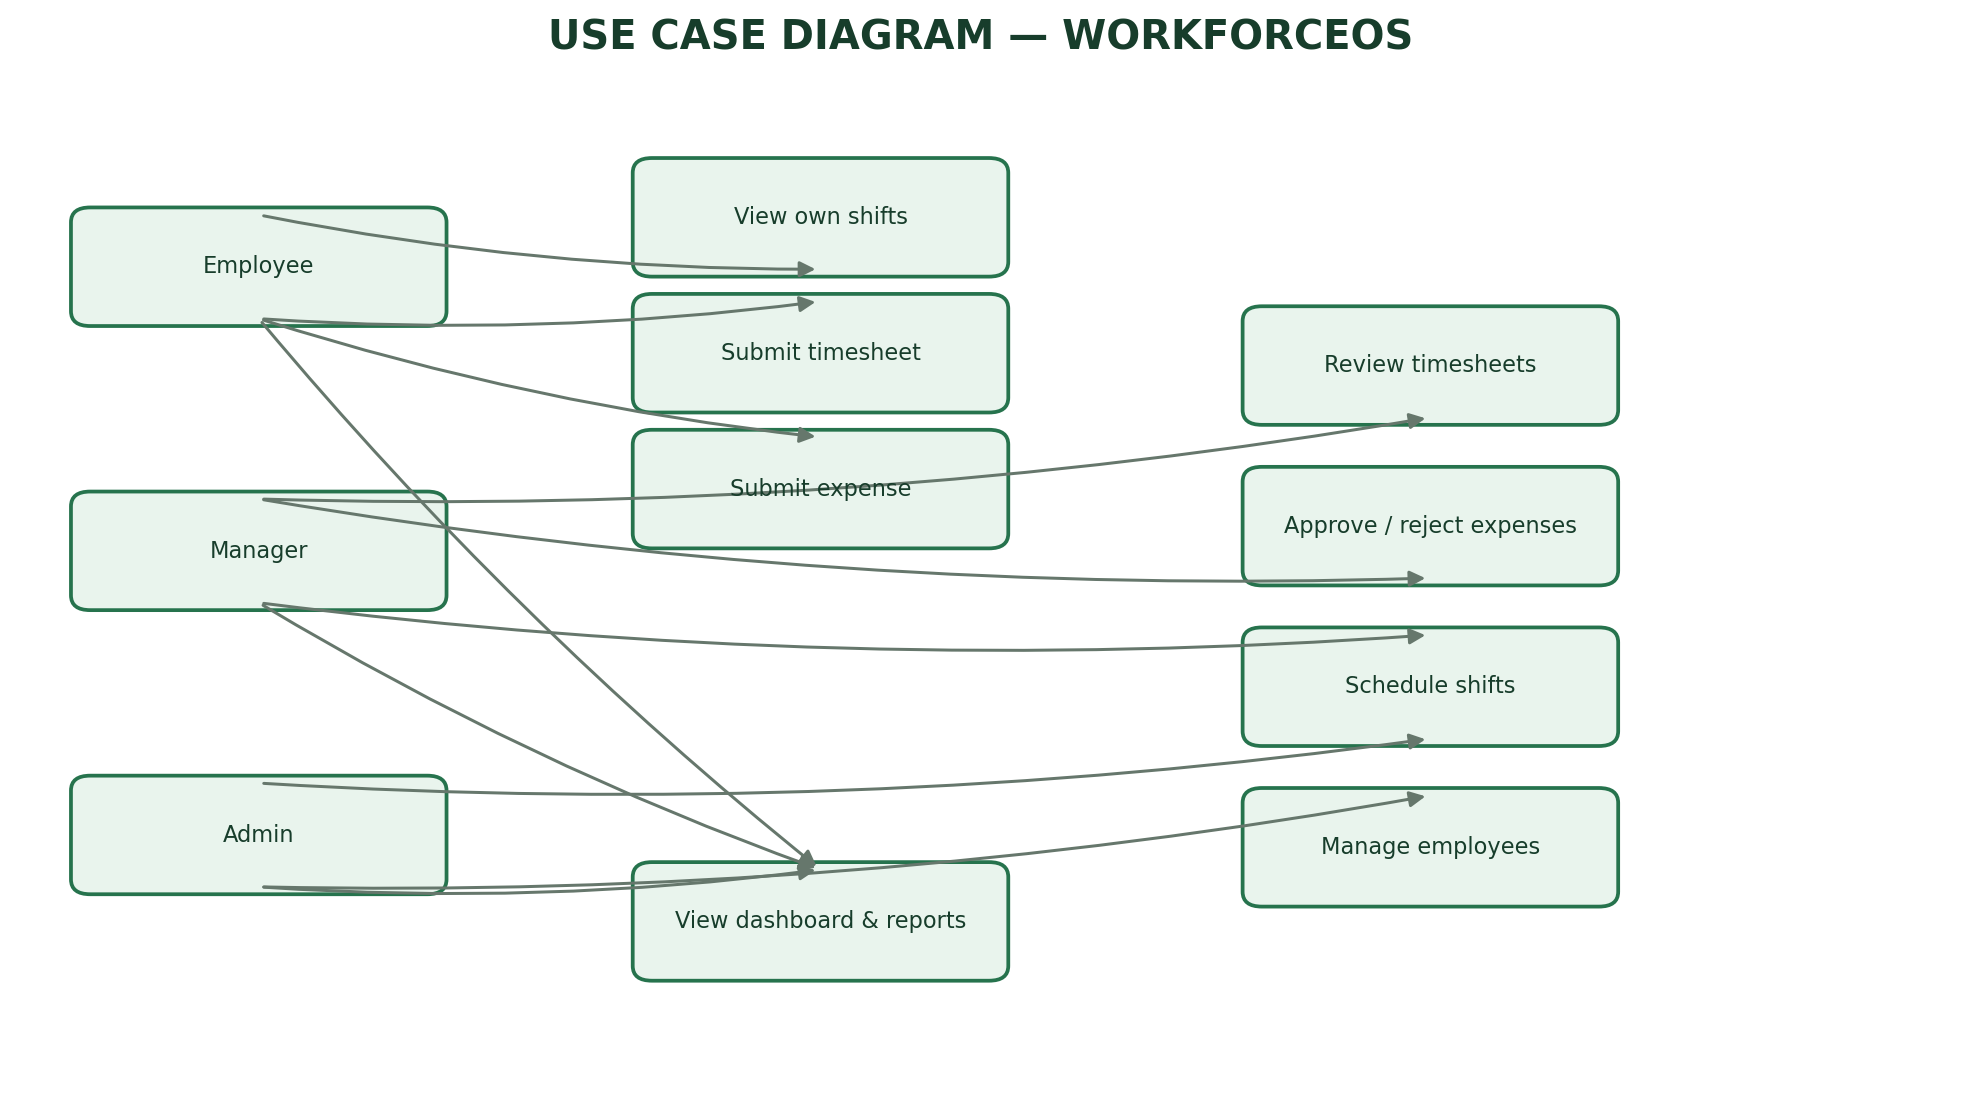 USE CASE DIAGRAM — WORKFORCEOS
Employee
Manager
Admin
View own shifts
Submit timesheet
Submit expense
View dashboard & reports
Review timesheets
Approve / reject expenses
Schedule shifts
Manage employees